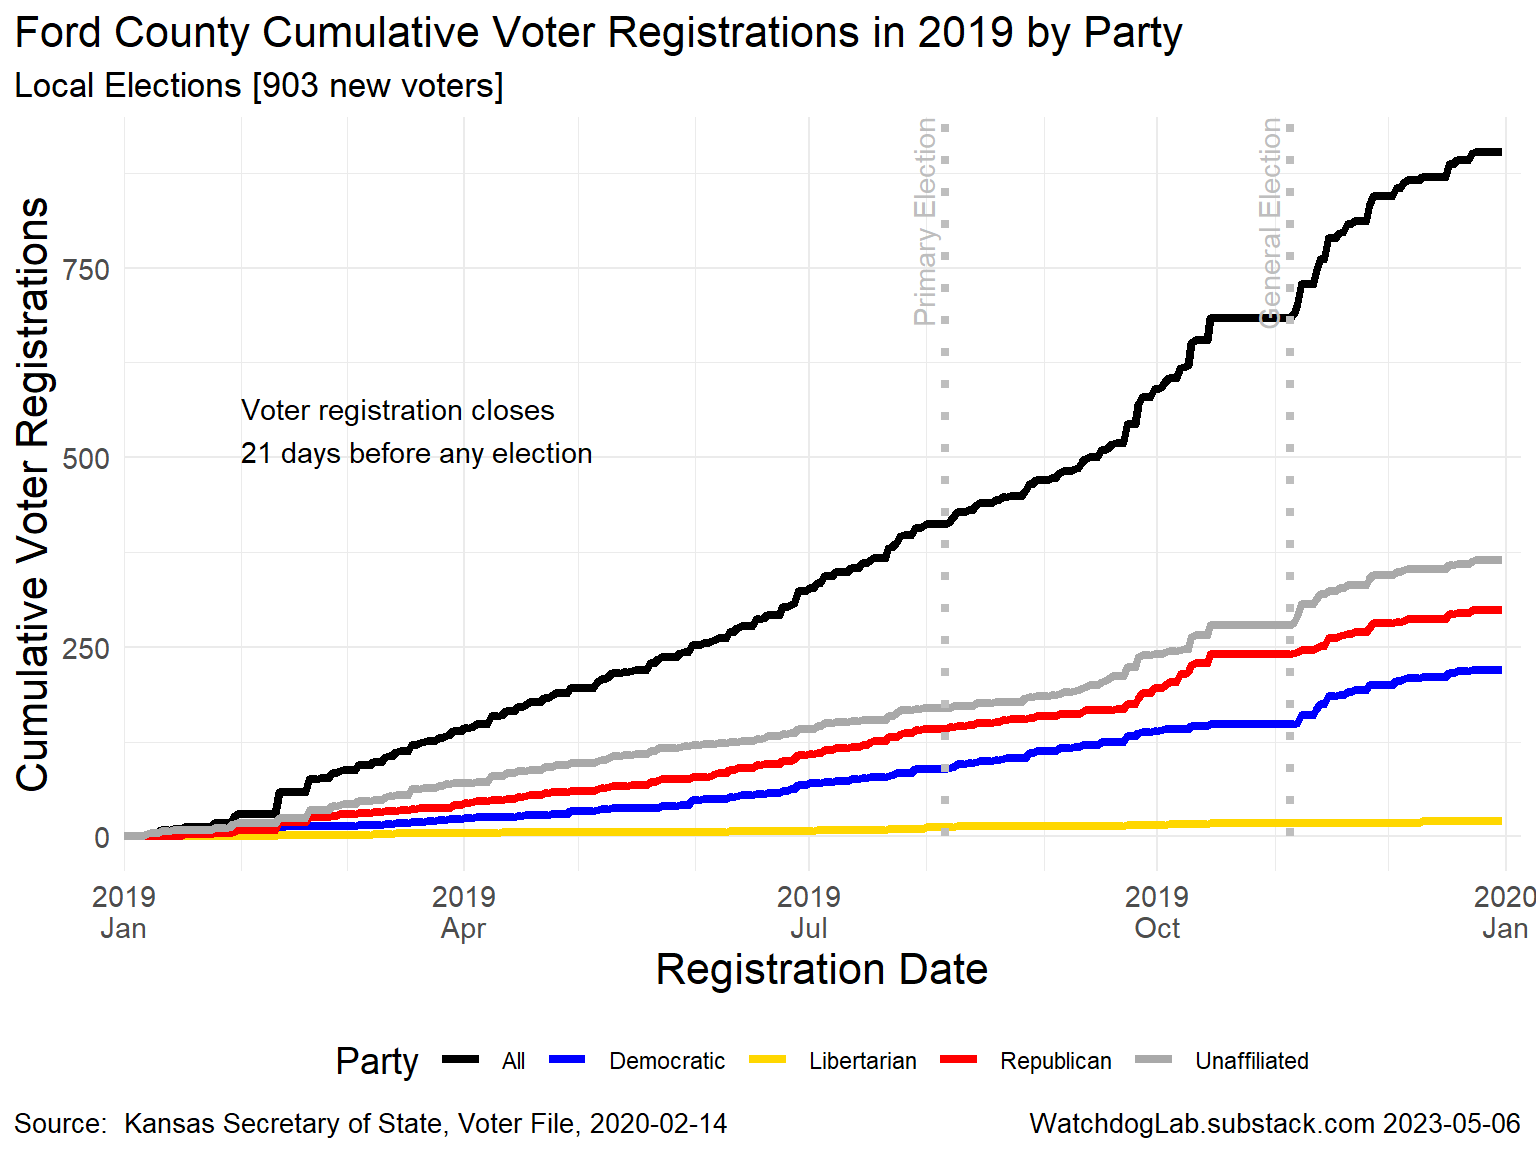 Ford County Cumulative Voter Registrations in 2019 by Party
Local Elections [903 new voters]
Cumulative Voter Registrations
750
500
250
0
Primary Election
General Election
Voter registration closes
21 days before any election
2019 2019 2019 2019 2020
Jan Apr Jul Oct Jan
Registration Date
Party All Democratic Libertarian Republican Unaffiliated
Source:  Kansas Secretary of State, Voter File, 2020-02-14
WatchdogLab.substack.com 2023-05-06